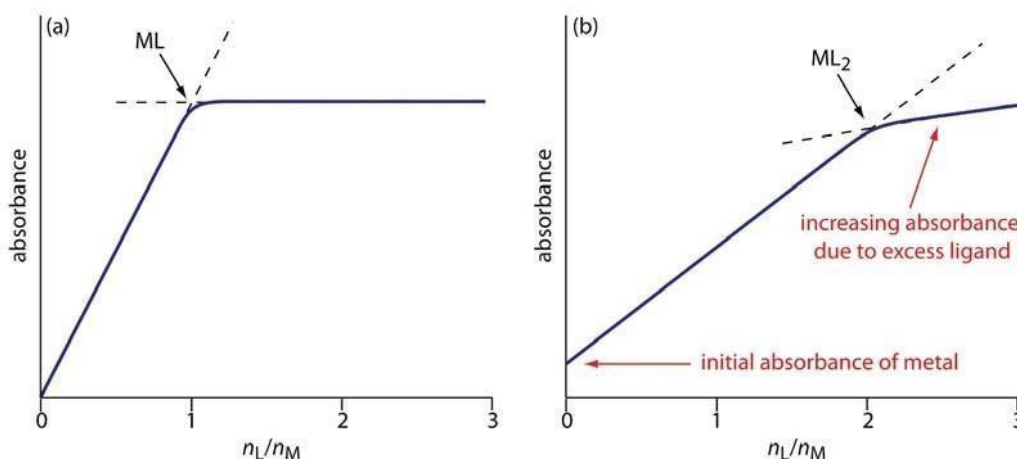 (a)
ML
absorbance
0 1 2 3
nL/nM
(b)
ML2
absorbance
increasing absorbance
due to excess ligand
initial absorbance of metal
0 1 2 3
nL/nM